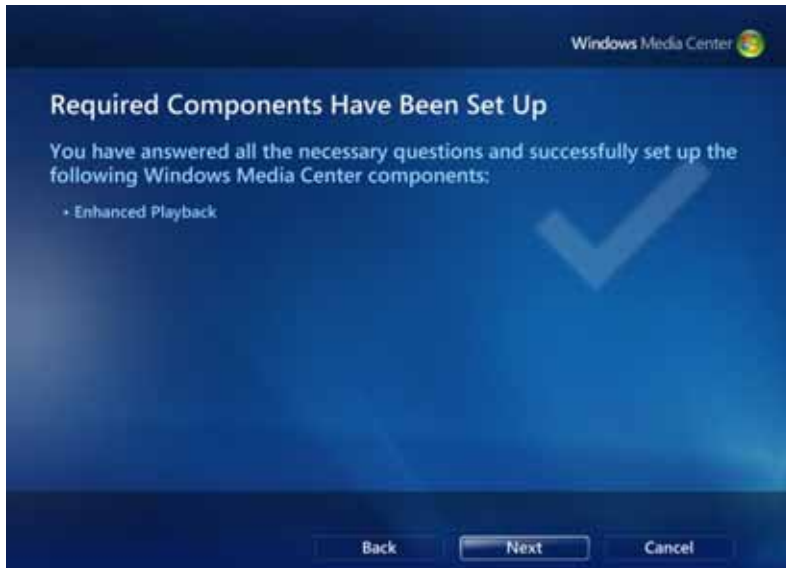 Windows Media Center
Required Components Have Been Set Up
You have answered all the necessary questions and successfully set up the
following Windows Media Center components:
• Enhanced Playback
Back Next Cancel